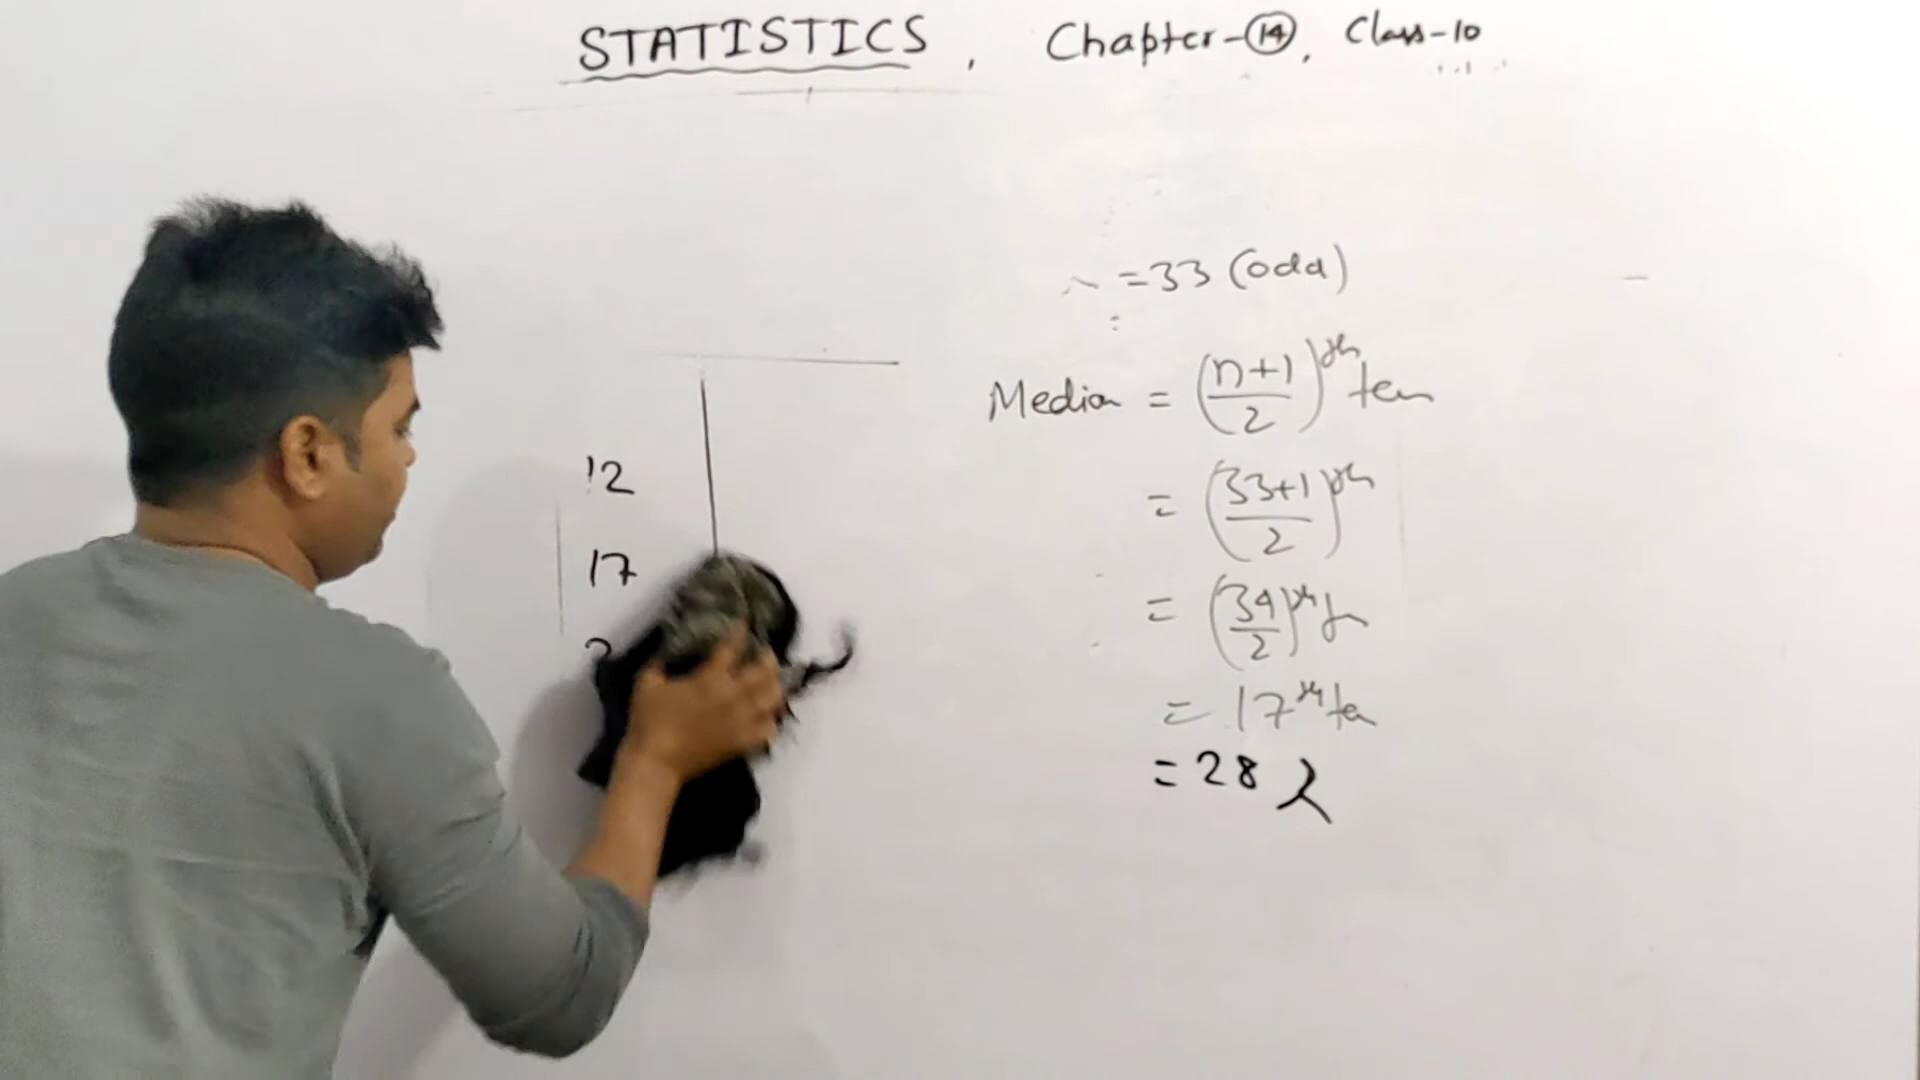 STATISTICS, Chapter-14, Class-10
12
17
2
= 33 (odd)
Median = (n+1/2)th term
= (33+1/2)th
= (34/2)th
= 17th
= 28